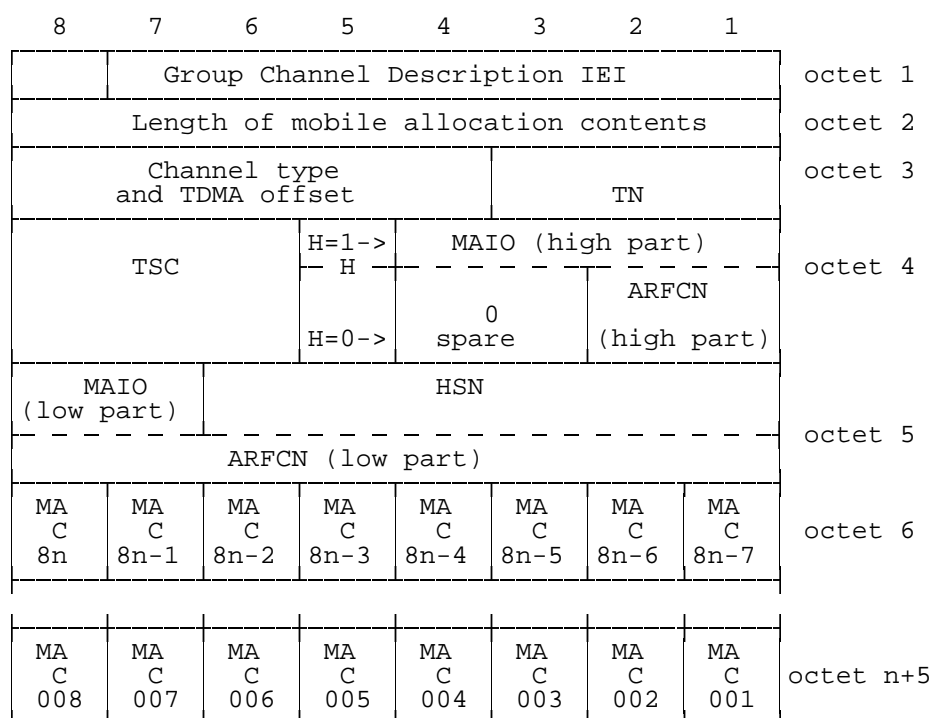 8 7 6 5 4 3 2 1
Group Channel Description IEI octet 1
Length of mobile allocation contents octet 2
Channel type octet 3
and TDMA offset TN
H=1-> MAIO (high part)
TSC H octet 4
ARFCN
0
H=0-> spare (high part)
MAIO HSN
(low part)
octet 5
ARFCN (low part)
MA MA MA MA MA MA MA MA
C C C C C C C C octet 6
8n 8n-1 8n-2 8n-3 8n-4 8n-5 8n-6 8n-7
MA MA MA MA MA MA MA MA
C C C C C C C C octet n+5
008 007 006 005 004 003 002 001